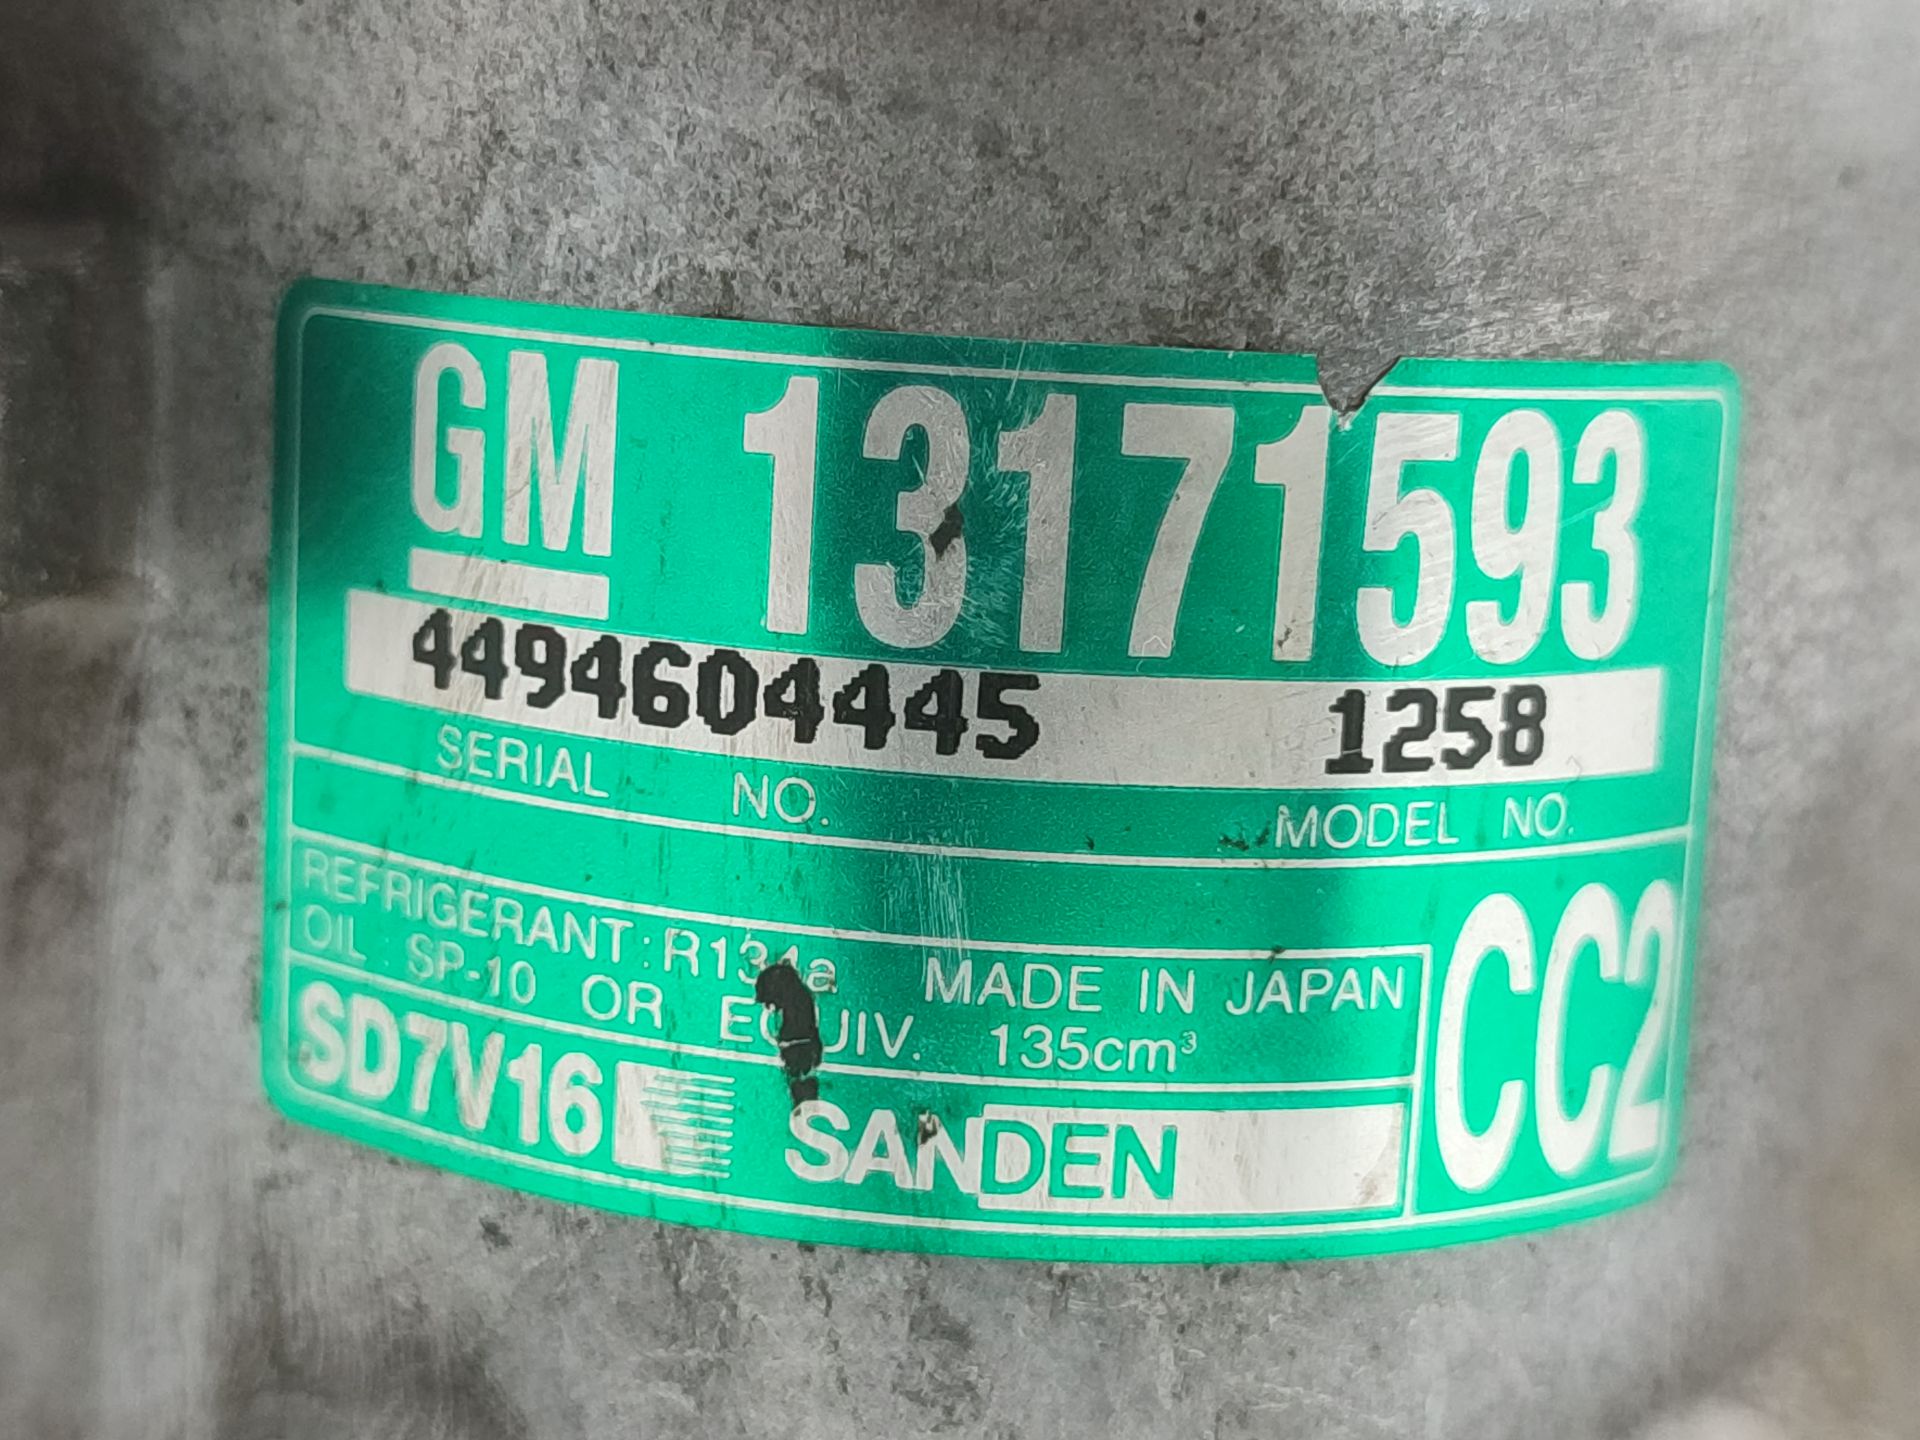 GM 13171593
44946044445 1258
SERIAL NO. MODEL NO.
REFRIGERANT : R134a MADE IN JAPAN
OIL : SP-10 OR EQUIV. 135cm³
CC2
SD7V16 SANDEN